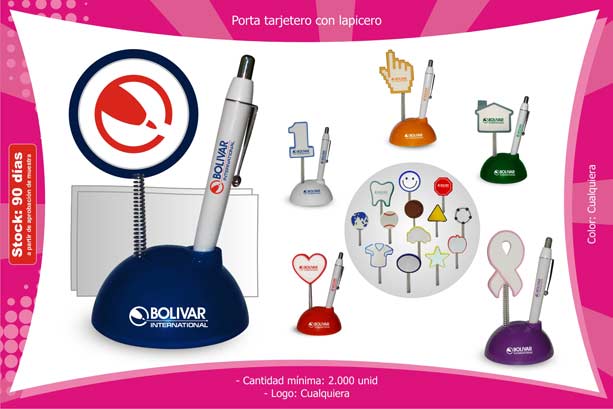 Porta tarjetero con lapicero
Stock: 90 días
a partir de aprobación de muestra
Color: Cualquiera
BOLIVAR
INTERNATIONAL
BOLIVAR
INTERNATIONAL
1
- Cantidad mínima: 2.000 unid
- Logo: Cualquiera